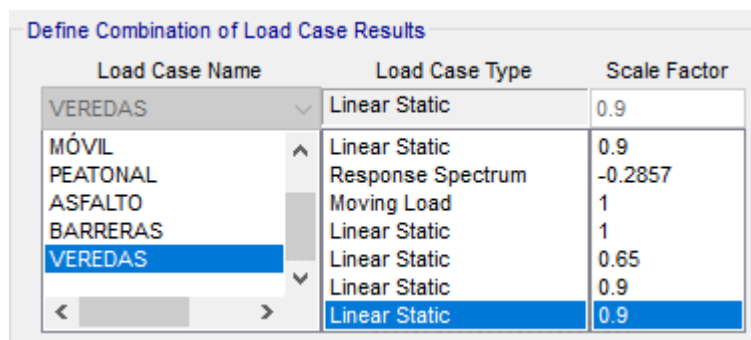 Define Combination of Load Case Results
Load Case Name Load Case Type Scale Factor
VEREDAS Linear Static 0.9
MÓVIL Linear Static 0.9
PEATONAL Response Spectrum -0.2857
ASFALTO Moving Load 1
BARRERAS Linear Static 1
VEREDAS Linear Static 0.65
Linear Static 0.9
Linear Static 0.9